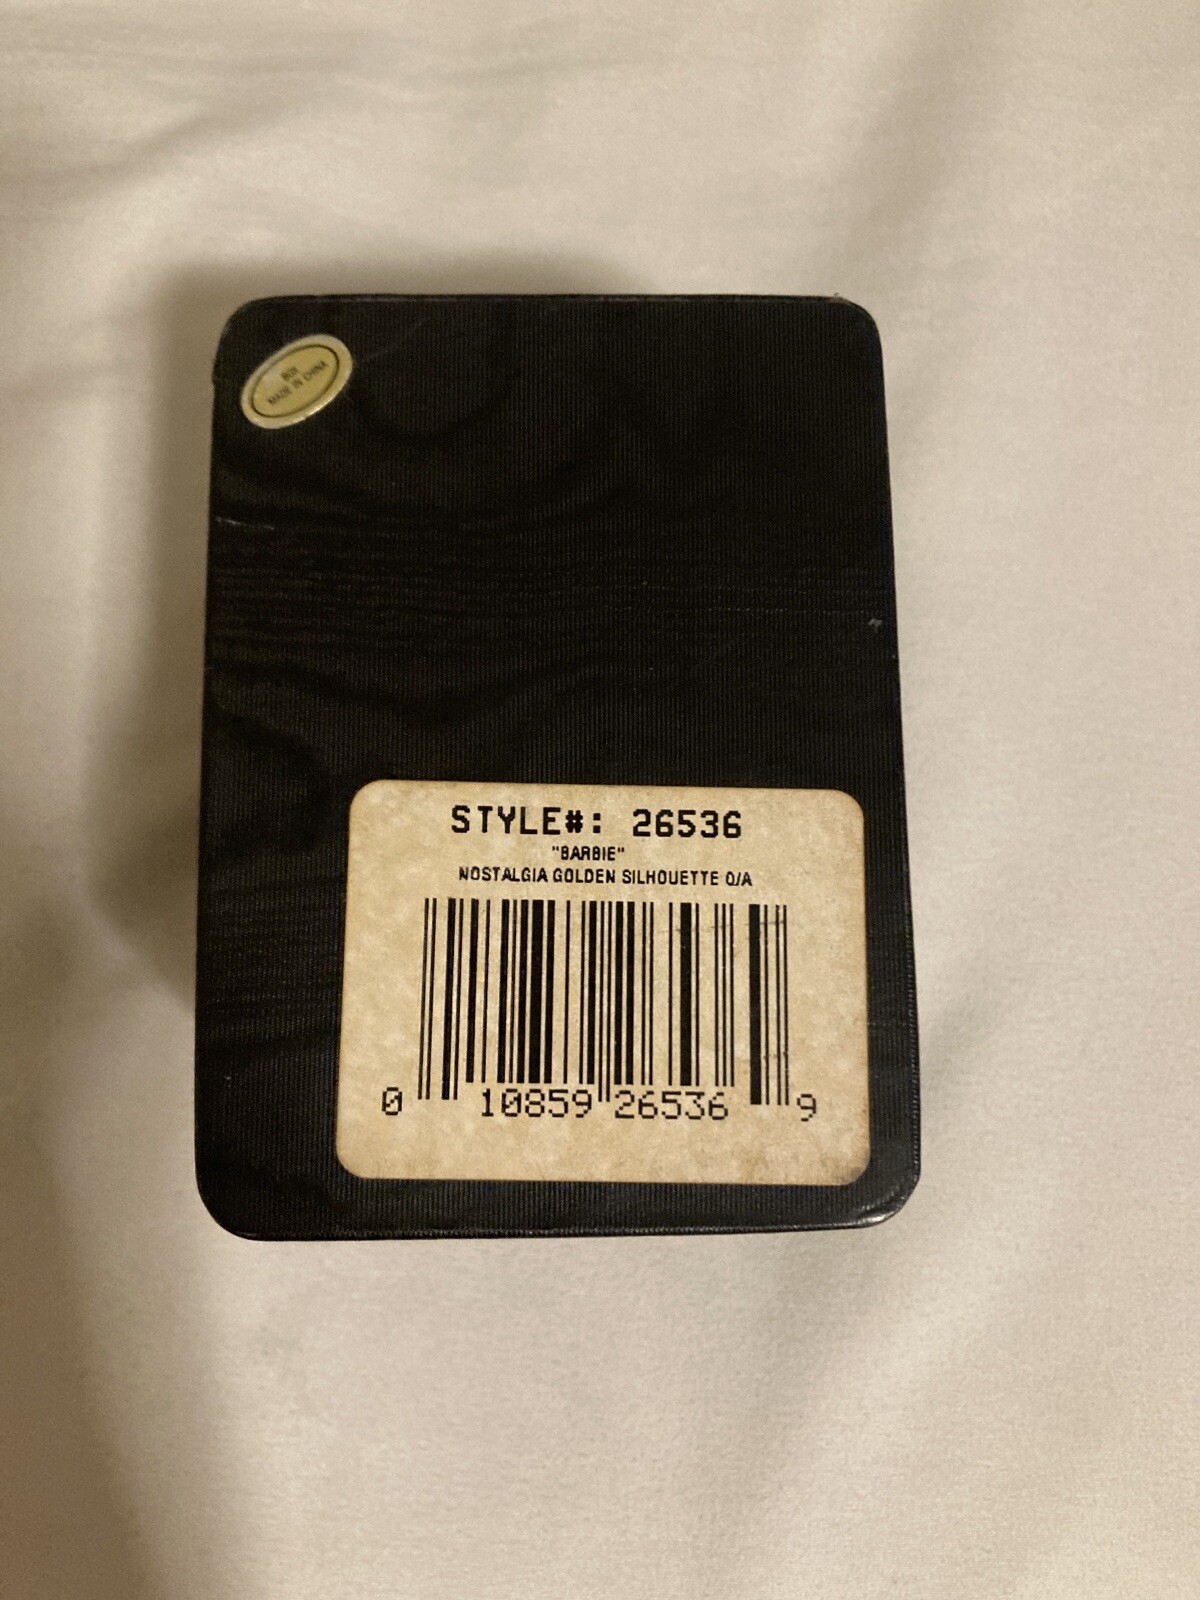 BOX
MADE IN CHINA
STYLE#: 26536
"BARBIE"
NOSTALGIA GOLDEN SILHOUETTE Q/A
0 10859 26536 9